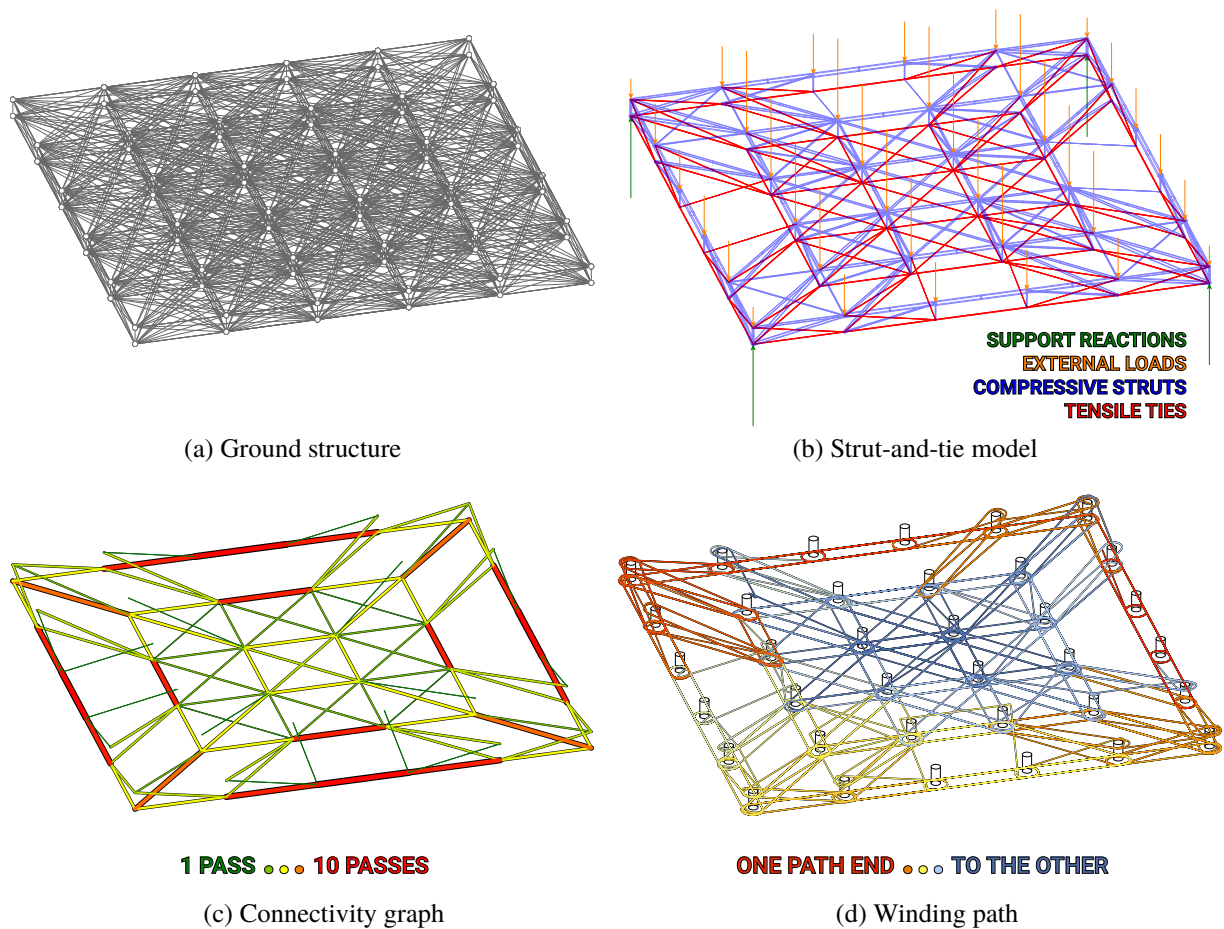 SUPPORT REACTIONS
EXTERNAL LOADS
COMPRESSIVE STRUTS
TENSILE TIES
(a) Ground structure
(b) Strut-and-tie model
1 PASS 10 PASSES
ONE PATH END TO THE OTHER
(c) Connectivity graph
(d) Winding path